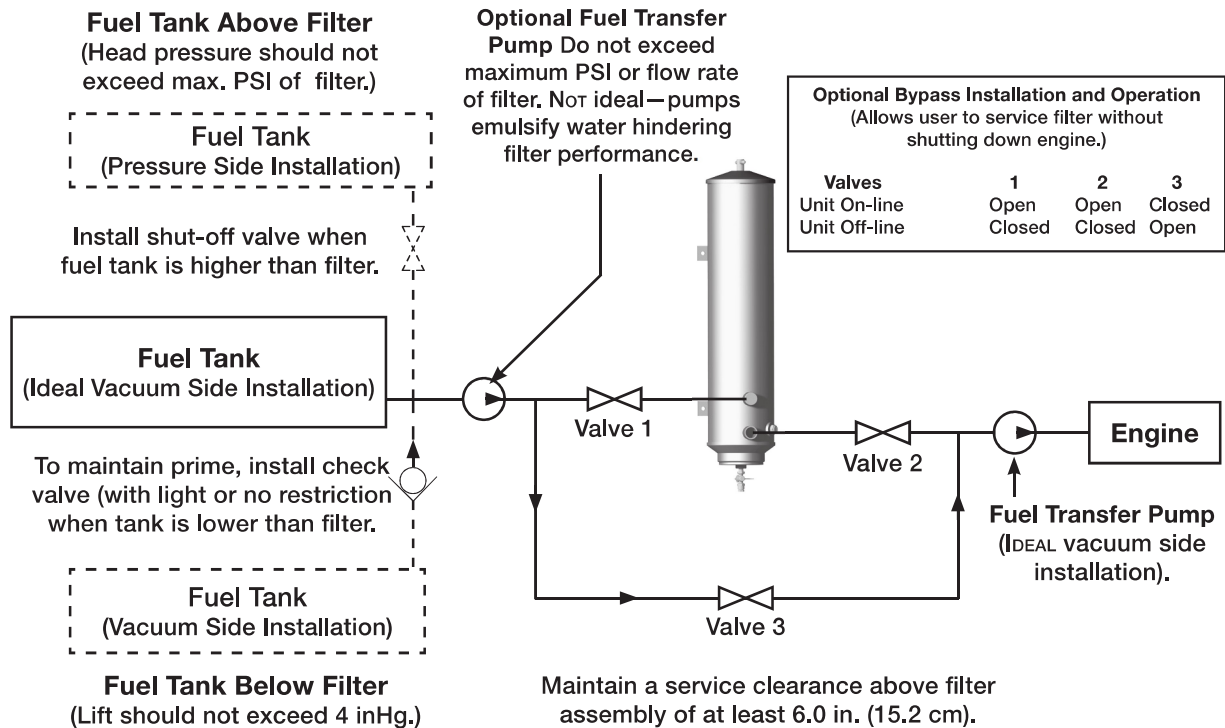 Fuel Tank Above Filter
(Head pressure should not
exceed max. PSI of  filter.)
Fuel Tank
(Pressure Side Installation)
Install shut-off valve when
fuel tank is higher than filter.
Fuel Tank
(Ideal Vacuum Side Installation)
To maintain prime, install check
valve (with light or no restriction
when tank is lower than filter.
Fuel Tank
(Vacuum Side Installation)
Fuel Tank Below Filter
(Lift should not exceed 4 inHg.)
Optional Fuel Transfer
Pump Do not exceed
maximum PSI or flow rate
of filter. NOT ideal—pumps
emulsify water hindering
filter performance.
Optional Bypass Installation and Operation
(Allows user to service filter without
shutting down engine.)
Valves 1 2 3
Unit On-line Open Open Closed
Unit Off-line Closed Closed Open
Valve 1
Valve 2
Engine
Fuel Transfer Pump
(IDEAL vacuum side
installation).
Valve 3
Maintain a service clearance above filter
assembly of at least 6.0 in. (15.2 cm).